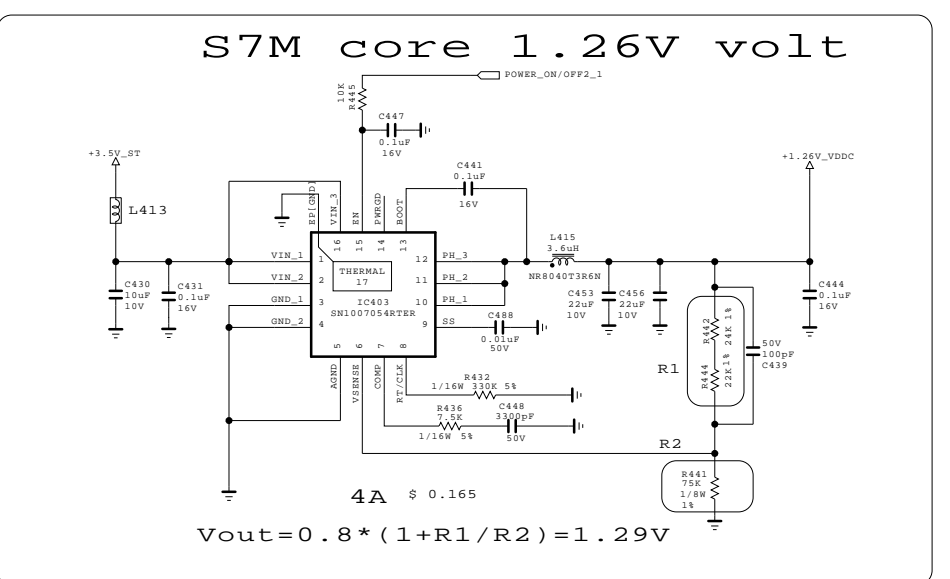 S7M core 1.26V volt
POWER_ON/OFF2_1
10K
R445
C447
0.1uF
16V
+3.5V_ST
L413
C441
0.1uF
16V
+1.26V_VDDC
EP[GND]
VIN_3
EN
PWRGD
BOOT
16
15
14
13
L415
3.6uH
NR8040T3R6N
VIN_1
VIN_2
GND_1
GND_2
1
2
3
4
THERMAL
17
IC403
SN1007054RTER
12
11
10
9
PH_3
PH_2
PH_1
SS
C430
10uF
10V
C431
0.1uF
16V
C488
0.01uF
50V
C453
22uF
10V
C456
22uF
10V
C444
0.1uF
16V
R442
24K 1%
R444
22K 1%
R1
50V
100pF
C439
5
6
7
8
AGND
VSENSE
COMP
RT/CLK
R432
1/16W 330K 5%
R436
7.5K
1/16W 5%
C448
3300pF
50V
R2
R441
75K
1/8W
1%
4A $ 0.165
Vout=0.8*(1+R1/R2)=1.29V